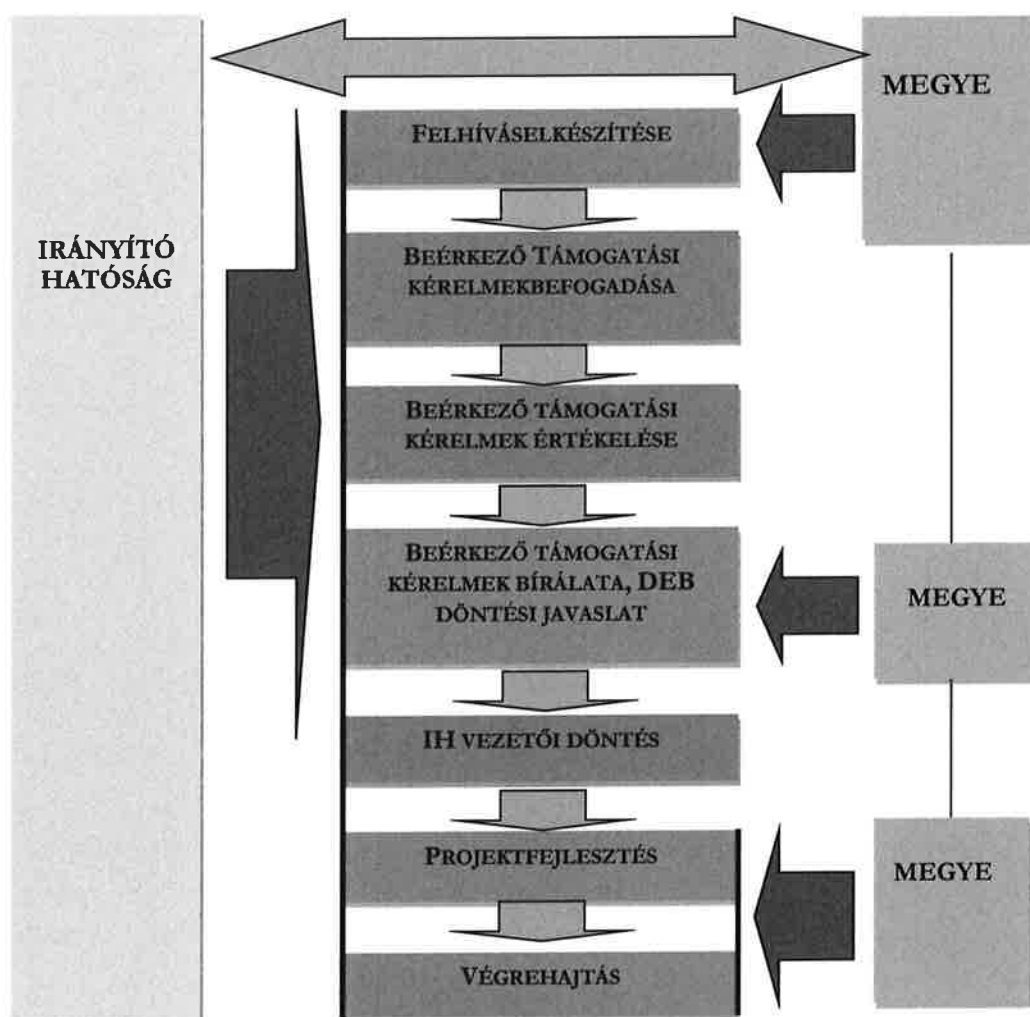 MEGYE
FELHÍVÁSELKÉSZÍTÉSE
IRÁNYÍTÓ
HATÓSÁG
BEÉRKEZŐ TÁMOGATÁSI
KÉRELMEKBEFOGADÁSA
BEÉRKEZŐ TÁMOGATÁSI
KÉRELMEK ÉRTÉKELÉSE
BEÉRKEZŐ TÁMOGATÁSI
KÉRELMEK BÍRÁLATA, DEB
DÖNTÉSI JAVASLAT
MEGYE
IH VEZETŐI DÖNTÉS
PROJEKTFEJLESZTÉS
MEGYE
VÉGREHAJTÁS